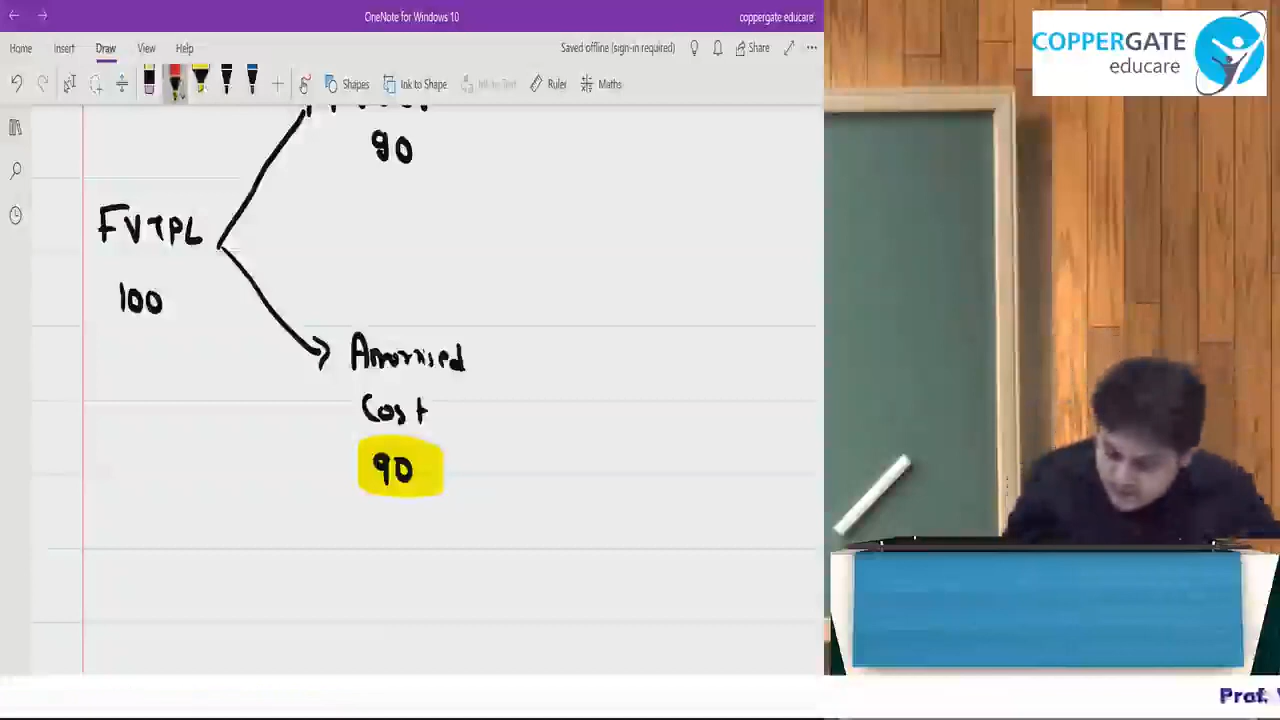 OneNote for Windows 10
coppergate educare
Home Insert Draw View Help
Saved offline (sign-in required) Share
Shapes Ink to Shape Ink to Text Ruler Maths
COPPERGATE
educare
90
FVTPL
100
Amortised
Cost
90
Prof.